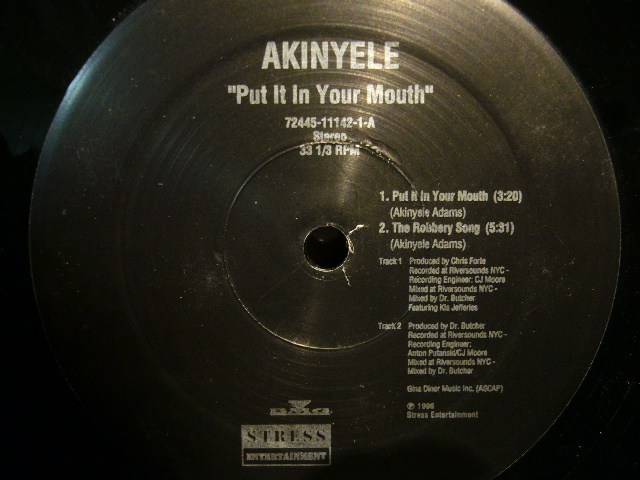 AKINYELE
"Put It In Your Mouth"
72445-11142-1-A
Stereo
33 1/3 RPM
1. Put It In Your Mouth (3:20)
(Akinyele Adams)
2. The Robbery Song (5:31)
(Akinyele Adams)
Track 1 Produced by Chris Forte
Recorded at Riversounds NYC -
Recording Engineer: CJ Moore
Mixed at Riversounds NYC -
Mixed by Dr. Butcher
Featuring Kia Jefferies
Track 2 Produced by Dr. Butcher
Recorded at Riversounds NYC -
Recording Engineer:
Anton Pufanski/CJ Moore
Mixed at Riversounds NYC -
Mixed by Dr. Butcher
Gina Diner Music Inc. (ASCAP)
℗ 1996
Stress Entertainment
BMG
STRESS
ENTERTAINMENT